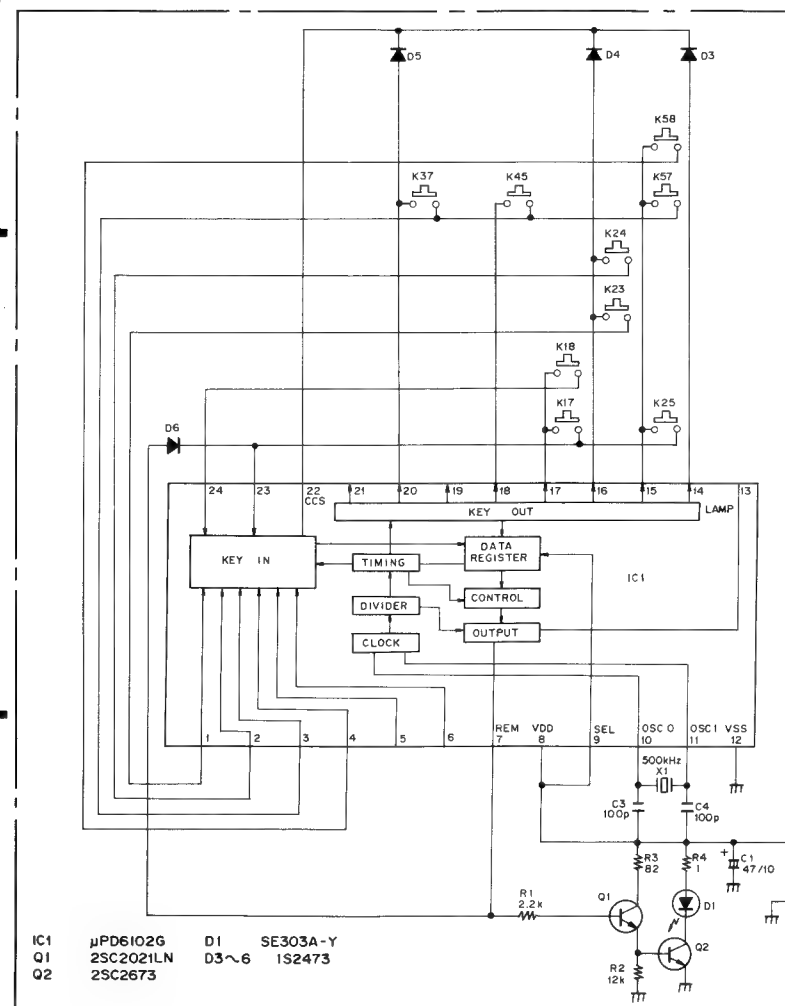 D5
D4
D3
K58
K37
K45
K57
K24
K23
K18
D6
K17
K25
24 23 22 21 20 19 18 17 16 15 14 13
CCS
KEY OUT
LAMP
KEY IN
TIMING
DATA
REGISTER
IC1
DIVIDER
CONTROL
CLOCK
OUTPUT
REM VDD SEL OSC O OSC I VSS
1 2 3 4 5 6 7 8 9 10 11 12
500kHz
X1
C3
100p
C4
100p
R3
82
R4
1
+
C1
47/10
R1
2.2k
Q1
D1
Q2
R2
12k
IC1 μPD6102G D1 SE303A-Y
Q1 2SC2021LN D3~6 1S2473
Q2 2SC2673